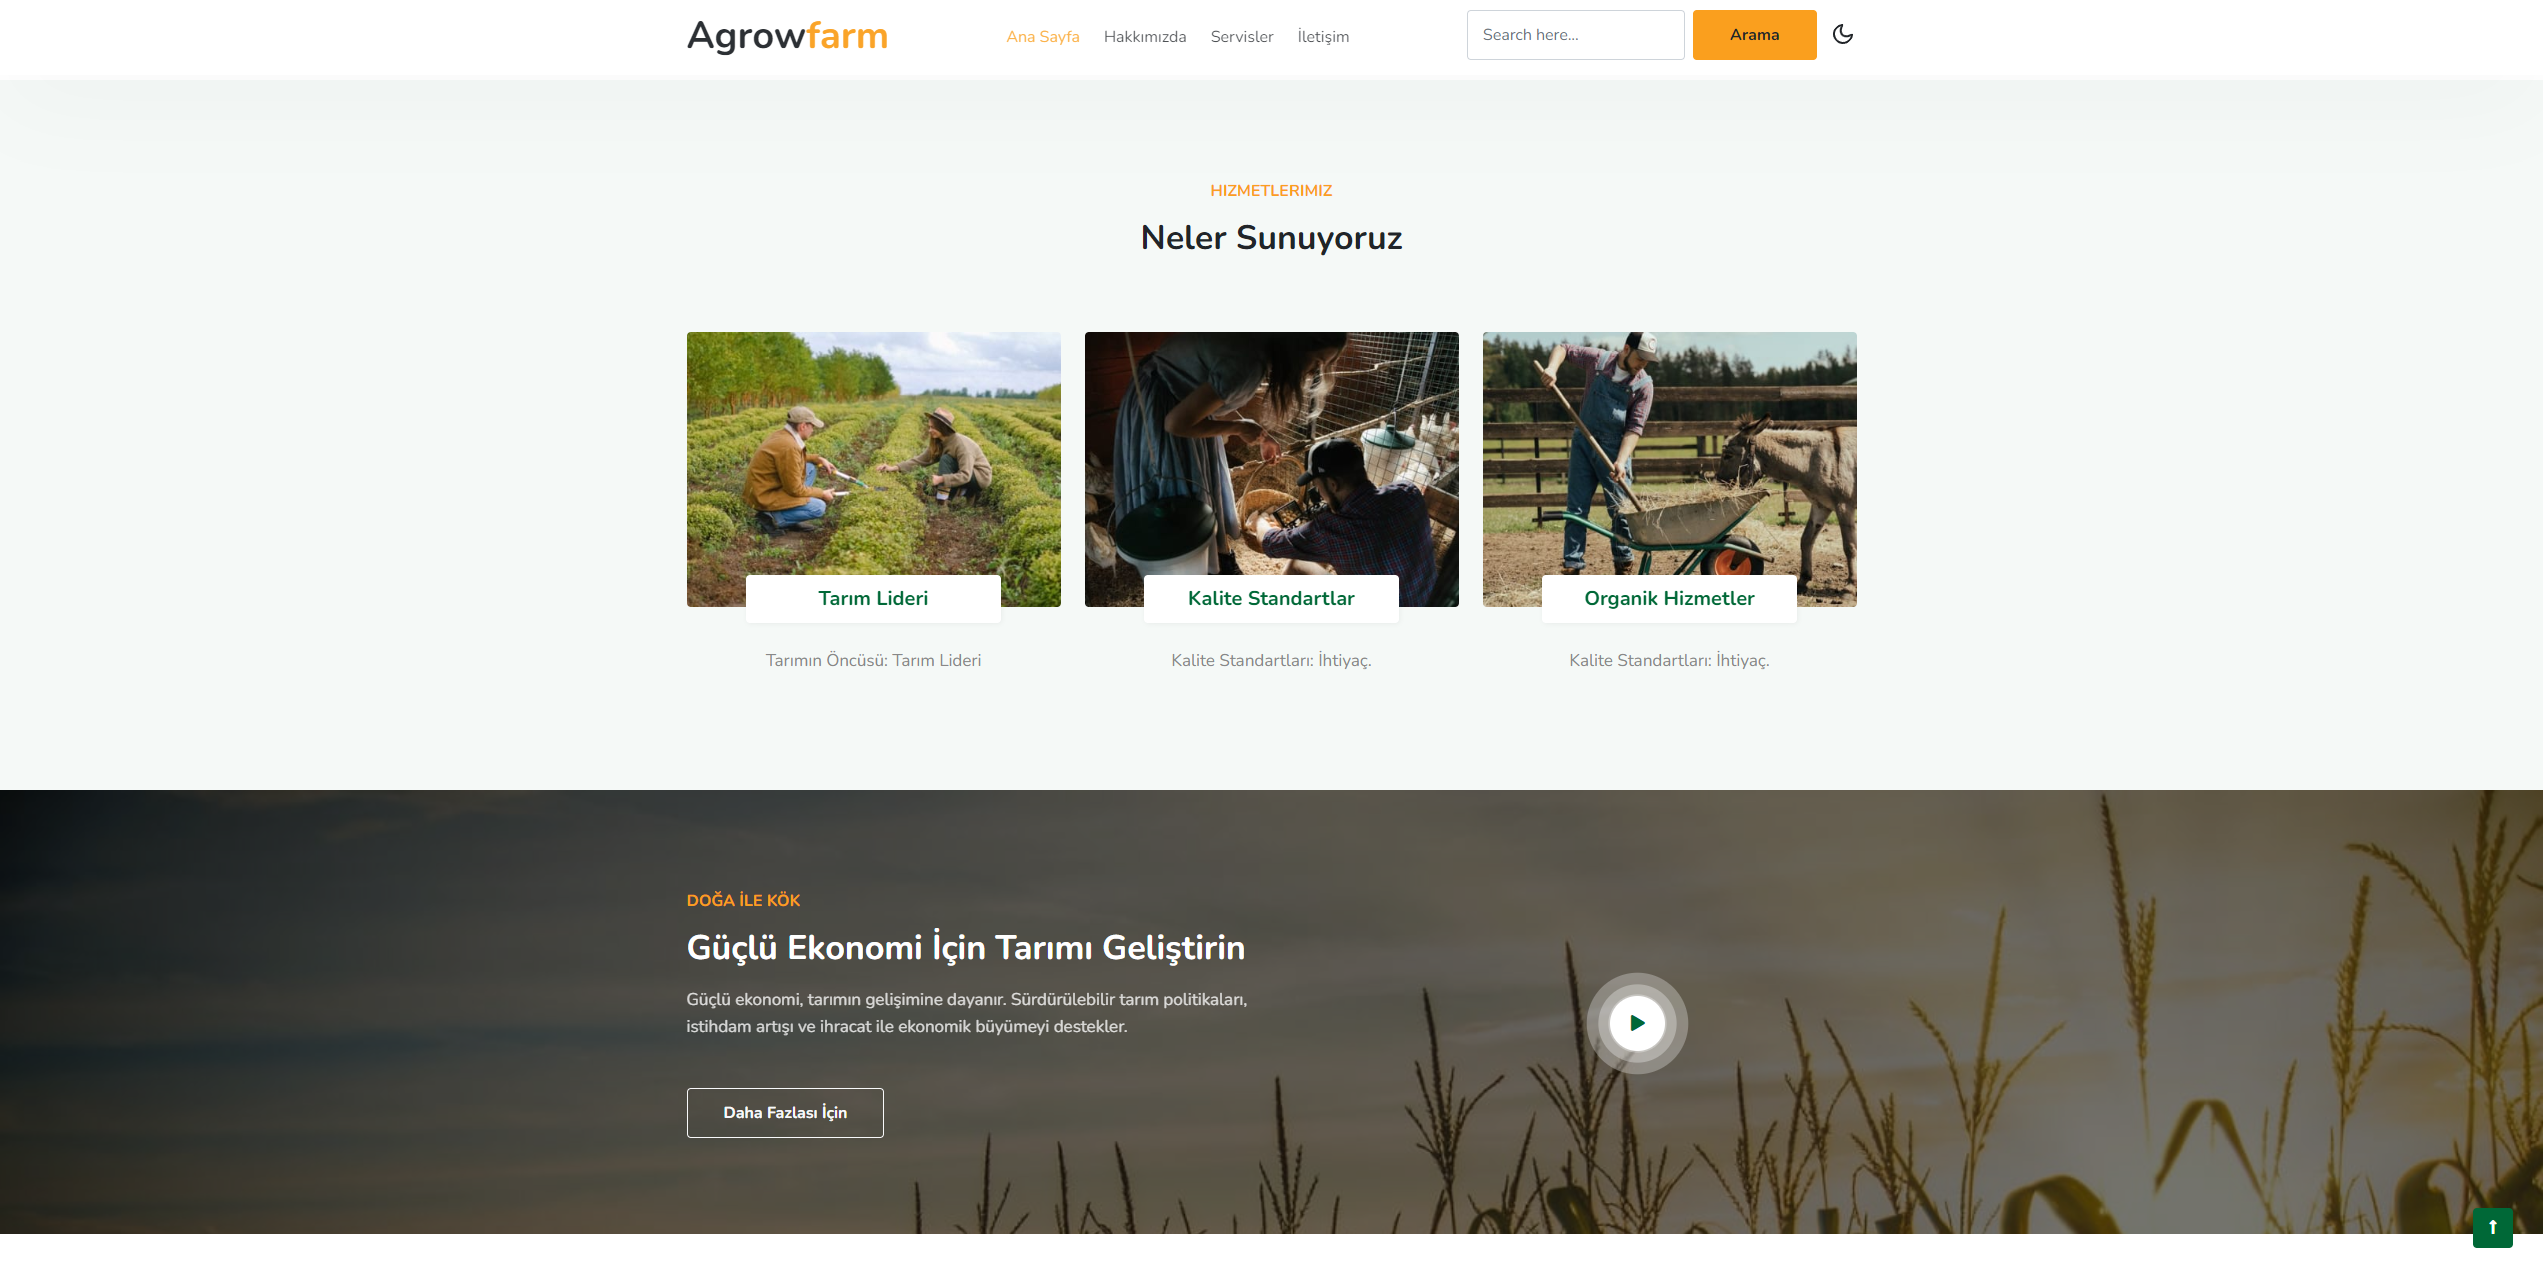 Agrowfarm
Ana Sayfa
Hakkımızda
Servisler
İletişim
Search here...
Arama
HIZMETLERIMIZ
Neler Sunuyoruz
Tarım Lideri
Kalite Standartlar
Organik Hizmetler
Tarımın Öncüsü: Tarım Lideri
Kalite Standartları: İhtiyaç.
Kalite Standartları: İhtiyaç.
DOĞA İLE KÖK
Güçlü Ekonomi İçin Tarımı Geliştirin
Güçlü ekonomi, tarımın gelişimine dayanır. Sürdürülebilir tarım politikaları,
istihdam artışı ve ihracat ile ekonomik büyümeyi destekler.
Daha Fazlası İçin